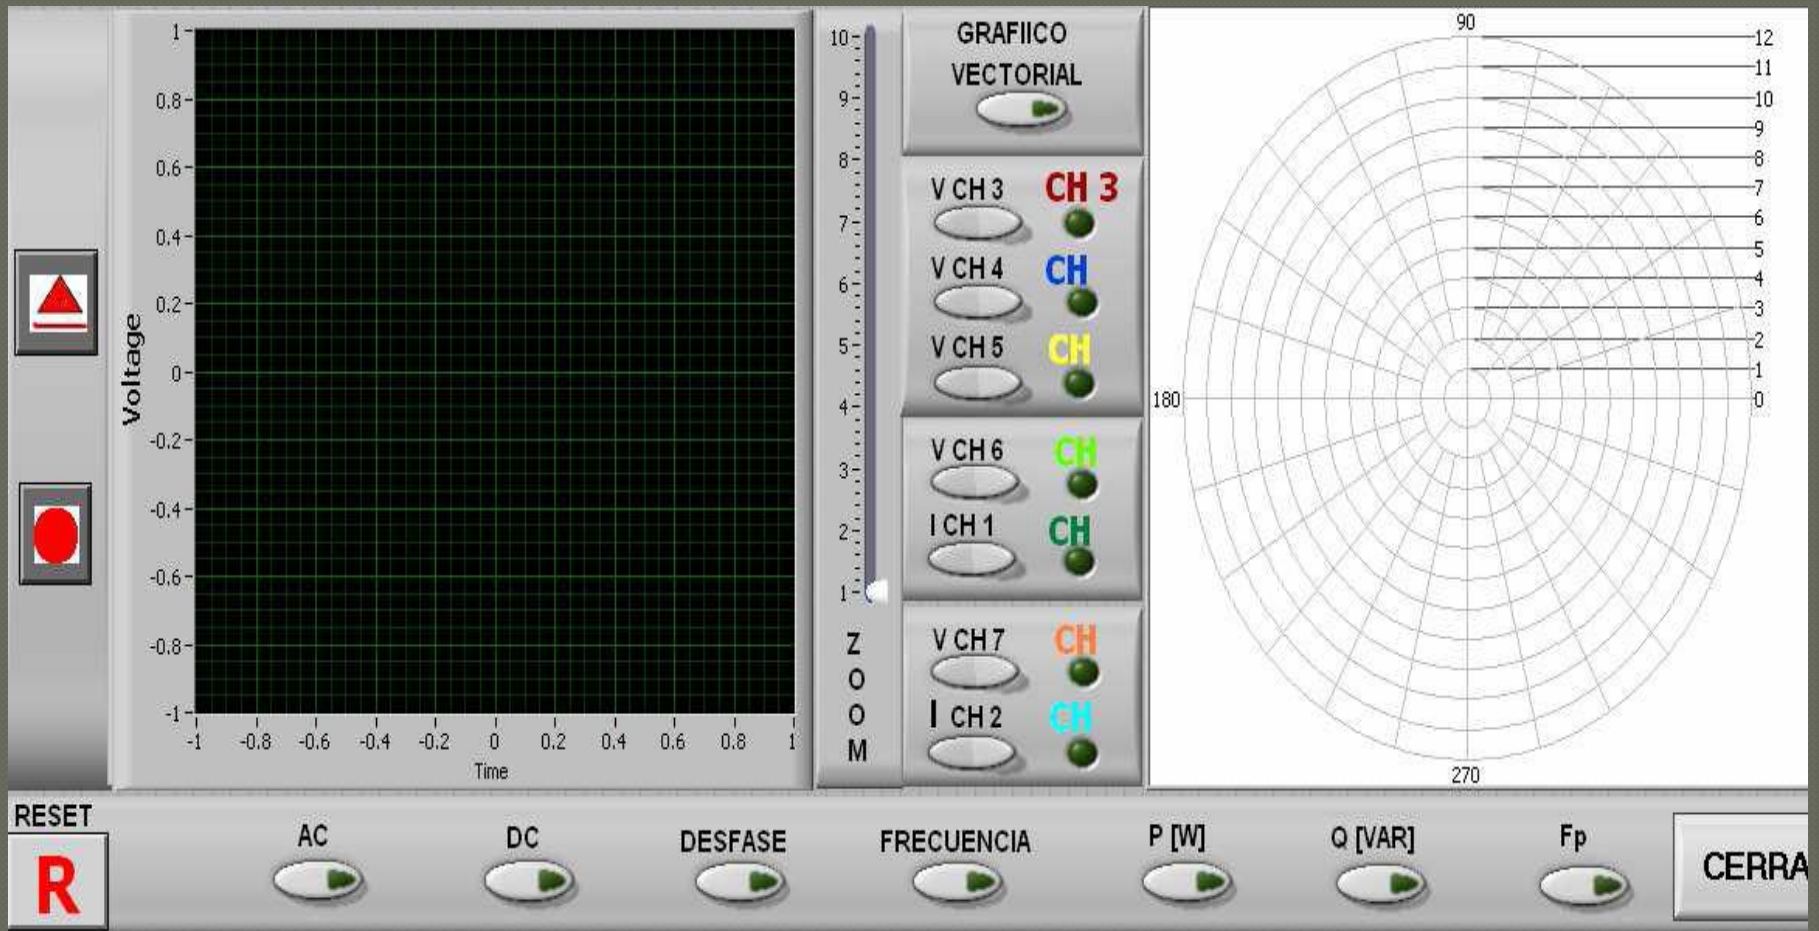 1
0.8
0.6
0.4
0.2
0
-0.2
-0.4
-0.6
-0.8
-1
Voltage
-1 -0.8 -0.6 -0.4 -0.2 0 0.2 0.4 0.6 0.8 1
Time
10
9
8
7
6
5
4
3
2
1
Z
O
O
M
GRAFIICO
VECTORIAL
V CH 3 CH 3
V CH 4 CH
V CH 5 CH
V CH 6 CH
I CH 1 CH
V CH 7 CH
I CH 2 CH
90
12
11
10
9
8
7
6
5
4
3
2
1
180 0
270
RESET
R
AC DC DESFASE FRECUENCIA P [W] Q [VAR] Fp
CERRA